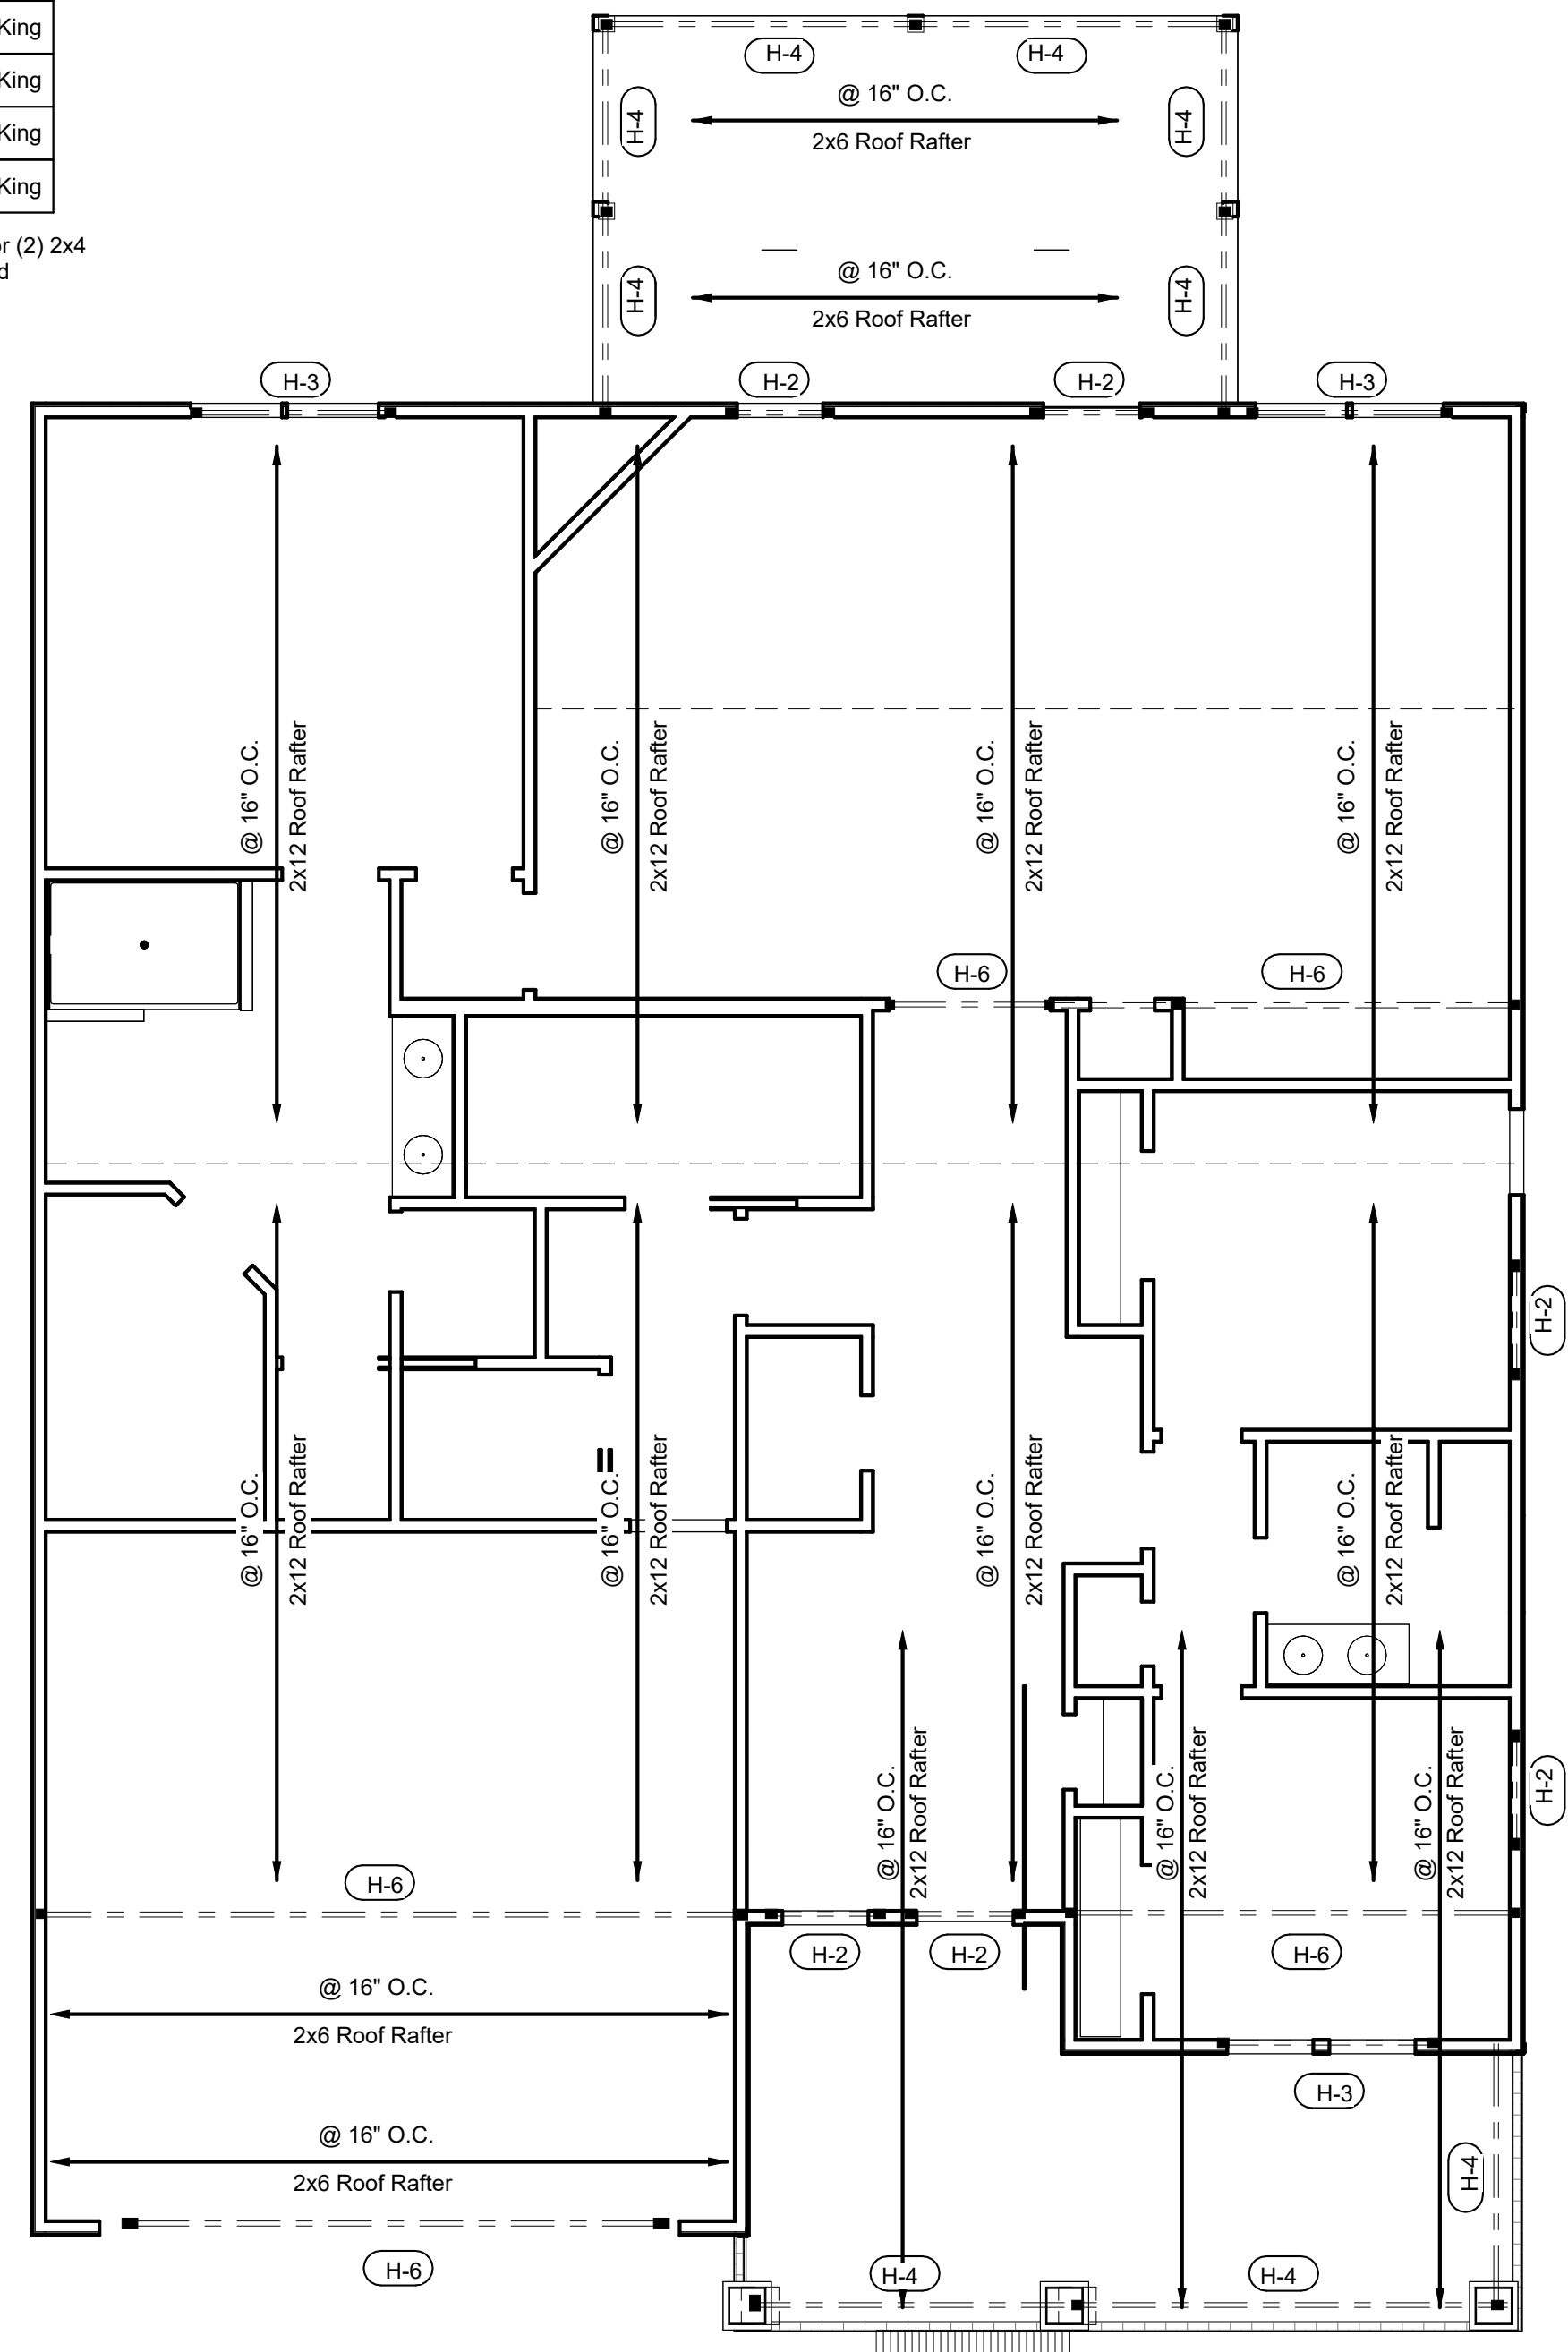 King
King
King
King
(2) 2x4
H-4
H-4
@ 16" O.C.
2x6 Roof Rafter
H-4
H-4
@ 16" O.C.
2x6 Roof Rafter
H-4
H-4
H-3
H-2
H-2
H-3
@ 16" O.C.
2x12 Roof Rafter
@ 16" O.C.
2x12 Roof Rafter
@ 16" O.C.
2x12 Roof Rafter
@ 16" O.C.
2x12 Roof Rafter
H-6
H-6
H-2
@ 16" O.C.
2x12 Roof Rafter
@ 16" O.C.
2x12 Roof Rafter
@ 16" O.C.
2x12 Roof Rafter
@ 16" O.C.
2x12 Roof Rafter
@ 16" O.C.
2x12 Roof Rafter
@ 16" O.C.
2x12 Roof Rafter
@ 16" O.C.
2x12 Roof Rafter
H-2
H-6
H-2
H-2
H-6
@ 16" O.C.
2x6 Roof Rafter
H-3
@ 16" O.C.
2x6 Roof Rafter
H-4
H-6
H-4
H-4